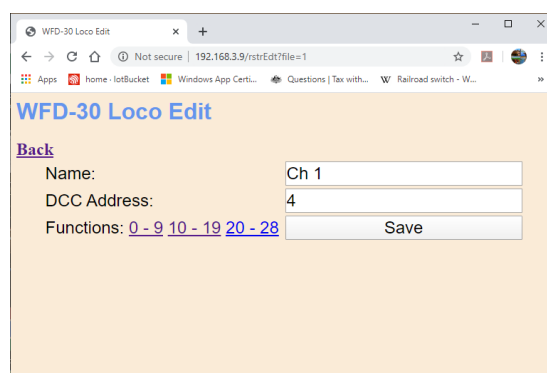 WFD-30 Loco Edit
Not secure | 192.168.3.9/rstrEdt?file=1
Apps home - IotBucket Windows App Certi... Questions | Tax with... W Railroad switch - W... »
WFD-30 Loco Edit
Back
Name: Ch 1
DCC Address: 4
Functions: 0 - 9 10 - 19 20 - 28 Save